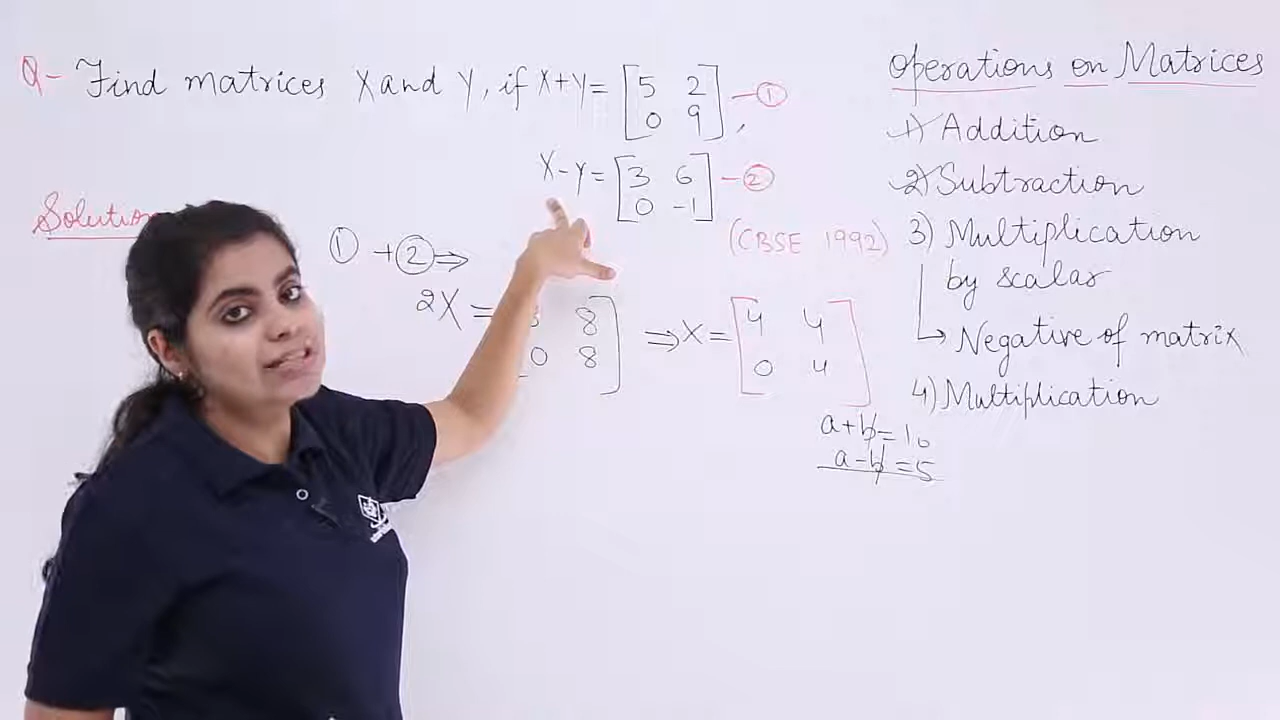 Q- Find matrices X and Y, if X+Y= [5 2
0 9] , —①
X-Y= [3 6
0 -1] —②
(CBSE 1992)
Solution
① +②⇒
2X = 8
[0 8] ⇒X= [4 4
0 4]
a+b=10
a-b=5
Operations on Matrices
1) Addition
2) Subtraction
3) Multiplication
by scalar
↳ Negative of matrix
4) Multiplication